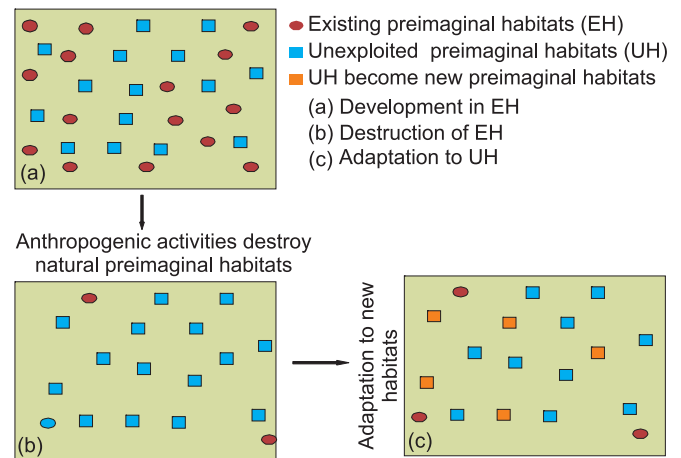 (a)
Existing preimaginal habitats (EH)
Unexploited preimaginal habitats (UH)
UH become new preimaginal habitats
(a) Development in EH
(b) Destruction of EH
(c) Adaptation to UH
Anthropogenic activities destroy
natural preimaginal habitats
(b)
Adaptation to new
habitats
(c)